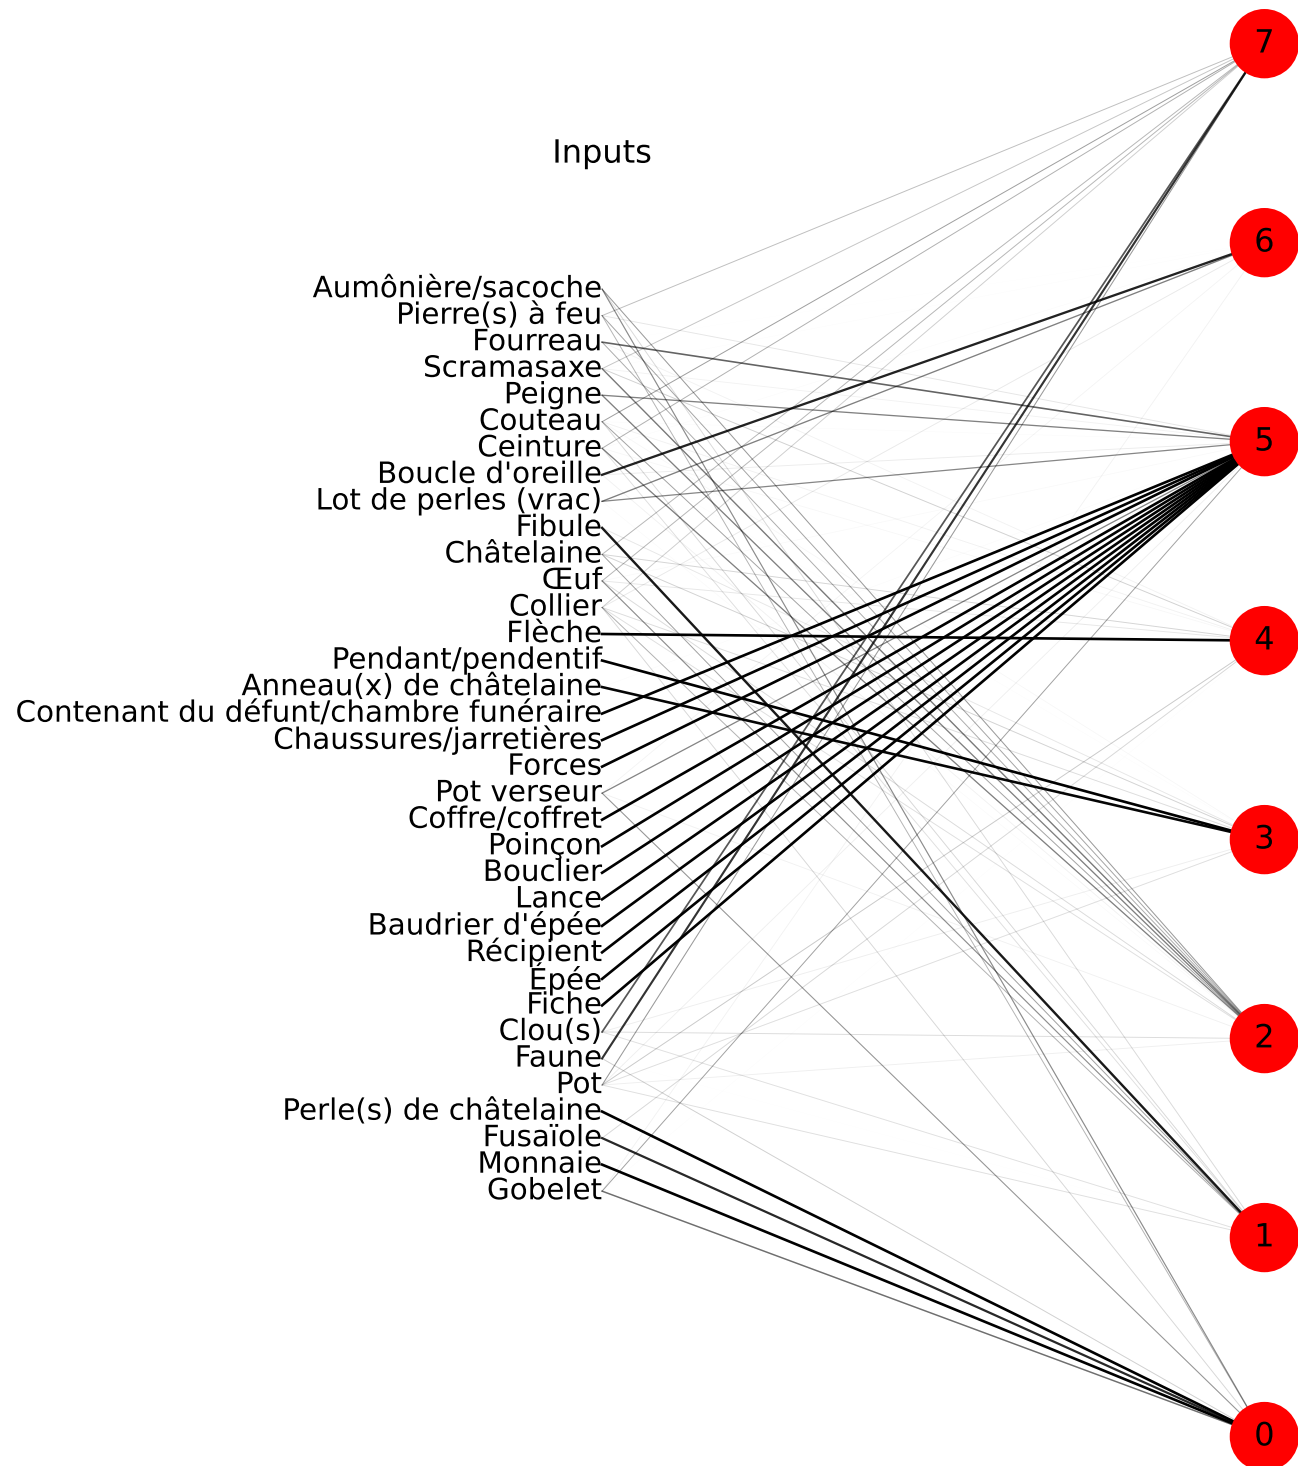 7
Inputs
6
Aumônière/sacoche
Pierre(s) à feu
Fourreau
Scramasaxe
Peigne
Couteau
5
Ceinture
Boucle d'oreille
Lot de perles (vrac)
Fibule
Châtelaine
Œuf
Collier
Flèche
4
Pendant/pendentif
Anneau(x) de châtelaine
Contenant du défunt/chambre funéraire
Chaussures/jarretières
Forces
Pot verseur
Coffre/coffret
3
Poinçon
Bouclier
Lance
Baudrier d'épée
Récipient
Épée
Fiche
Clou(s)
2
Faune
Pot
Perle(s) de châtelaine
Fusaïole
Monnaie
Gobelet
1
0